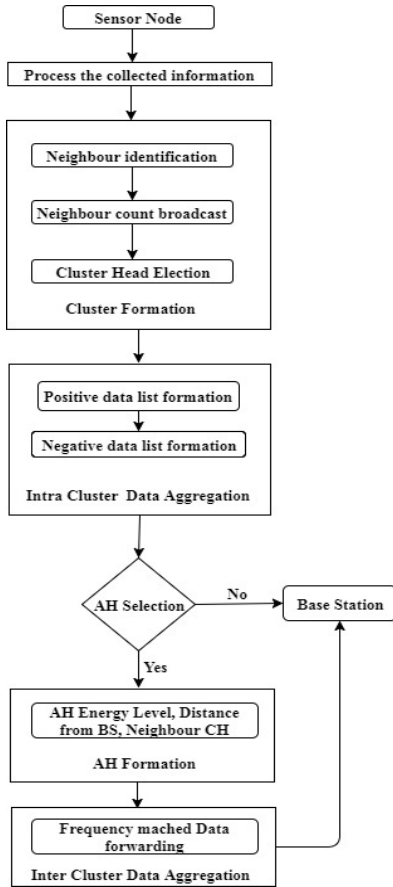 Sensor Node
Process the collected information
Neighbour identification
Neighbour count broadcast
Cluster Head Election
Cluster Formation
Positive data list formation
Negative data list formation
Intra Cluster Data Aggregation
AH Selection
No
Base Station
Yes
AH Energy Level, Distance
from BS, Neighbour CH
AH Formation
Frequency mached Data
forwarding
Inter Cluster Data Aggregation